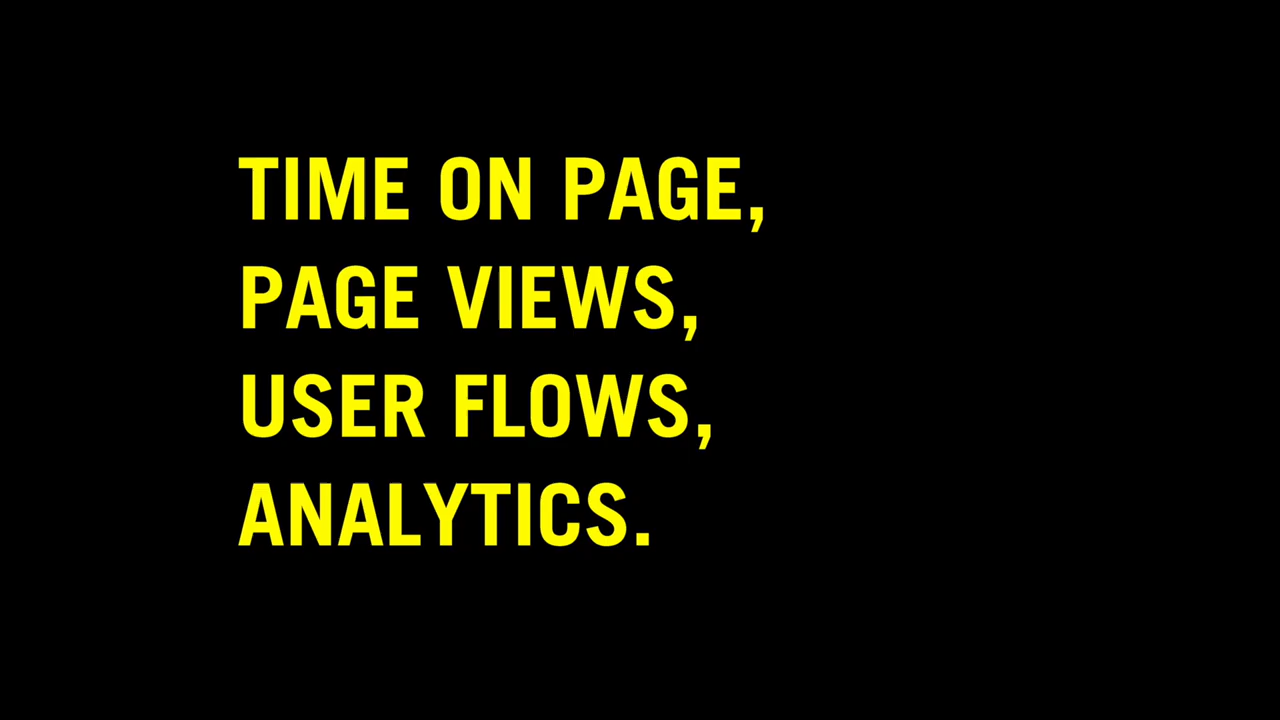 TIME ON PAGE,
PAGE VIEWS,
USER FLOWS,
ANALYTICS.